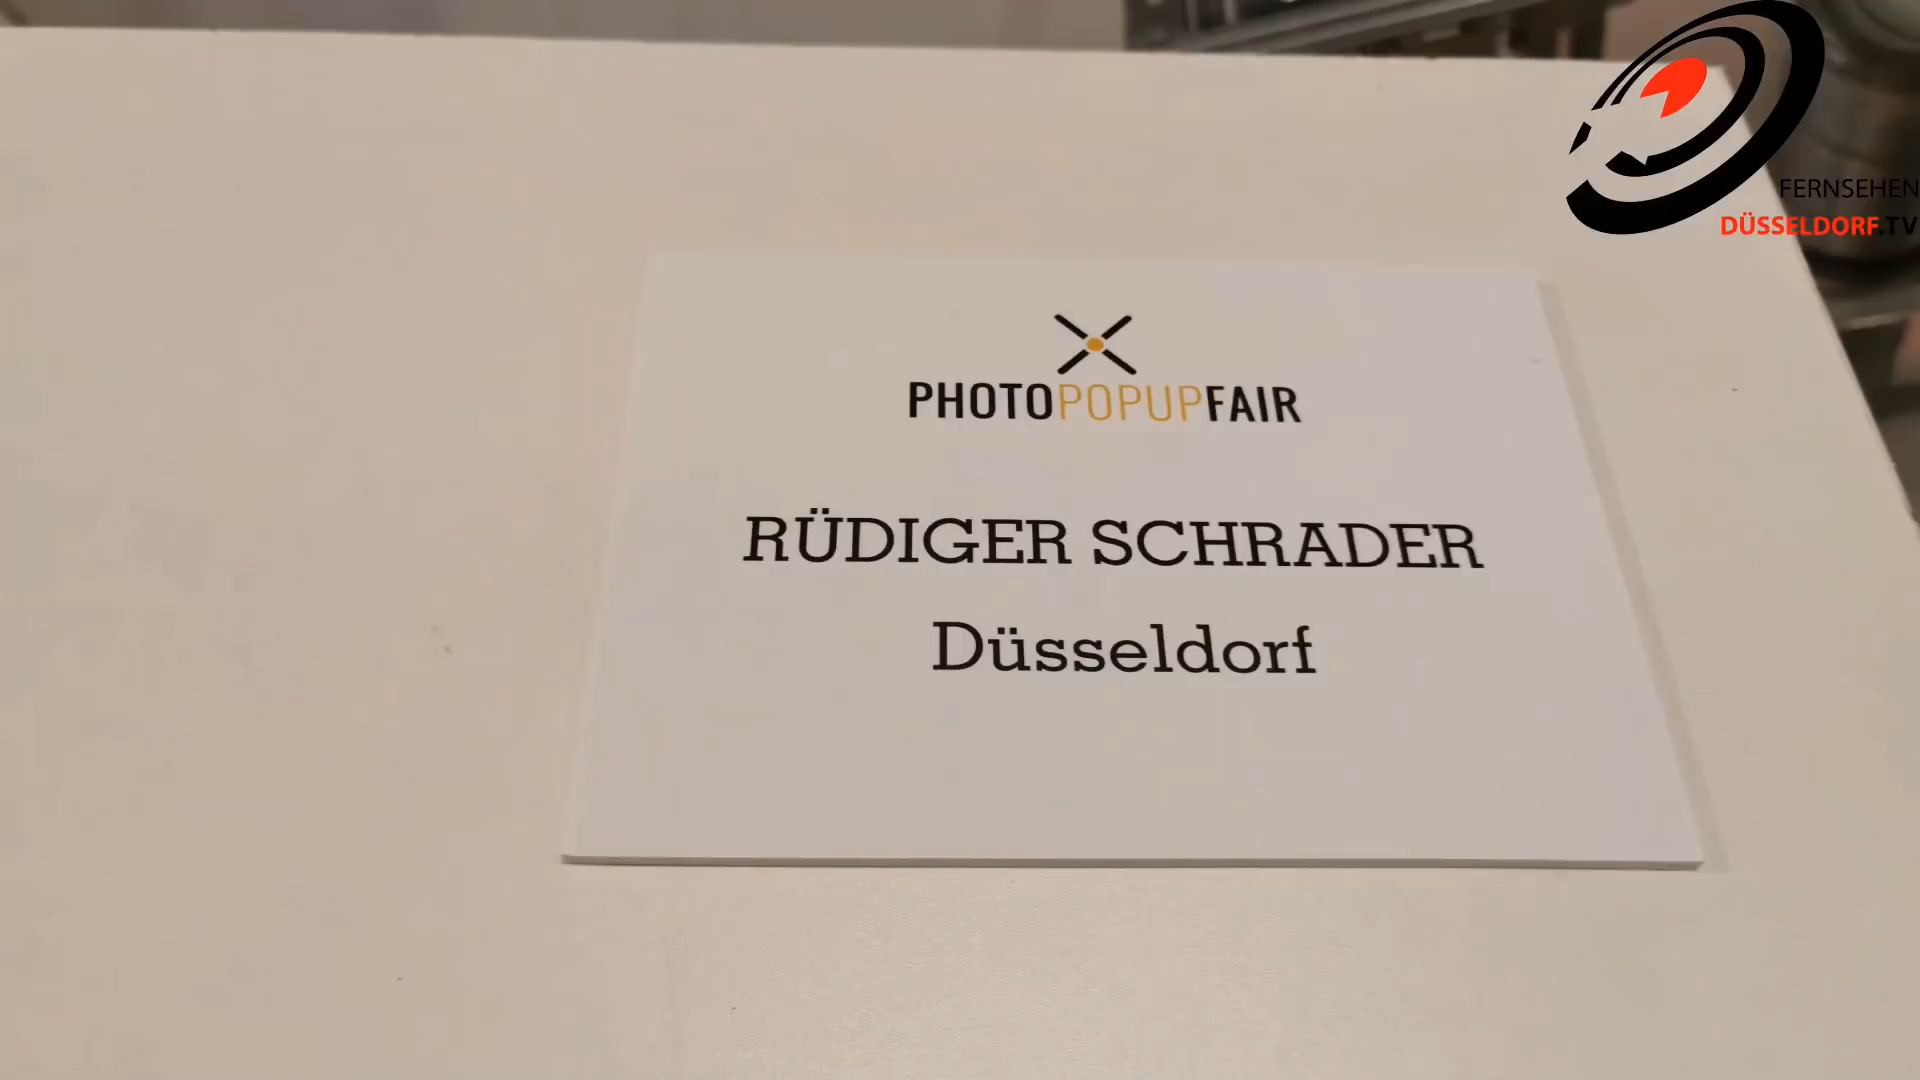 FERNSEHEN
DÜSSELDORF.TV
PHOTOPOPUPFAIR
RÜDIGER SCHRADER
Düsseldorf